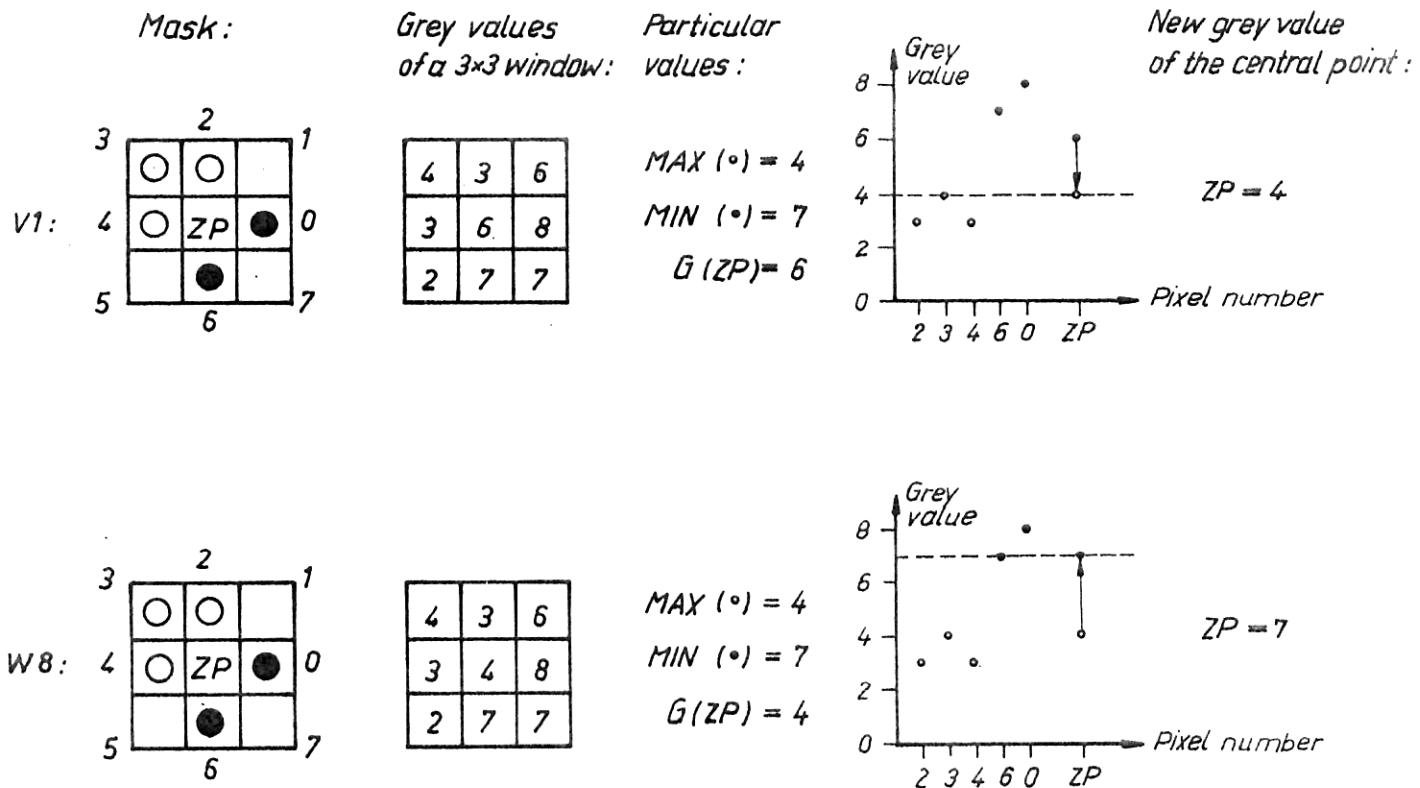 Mask:
Grey values
of a 3×3 window:
Particular
values:
New grey value
of the central point:
V1:
3 2 1
4 ZP 0
5 6 7
4 3 6
3 6 8
2 7 7
MAX (∘) = 4
MIN (•) = 7
G (ZP) = 6
Grey
value
8
6
4
2
0
2 3 4 6 0 ZP
Pixel number
ZP = 4
W8:
3 2 1
4 ZP 0
5 6 7
4 3 6
3 4 8
2 7 7
MAX (∘) = 4
MIN (•) = 7
G (ZP) = 4
Grey
value
8
6
4
2
0
2 3 4 6 0 ZP
Pixel number
ZP = 7